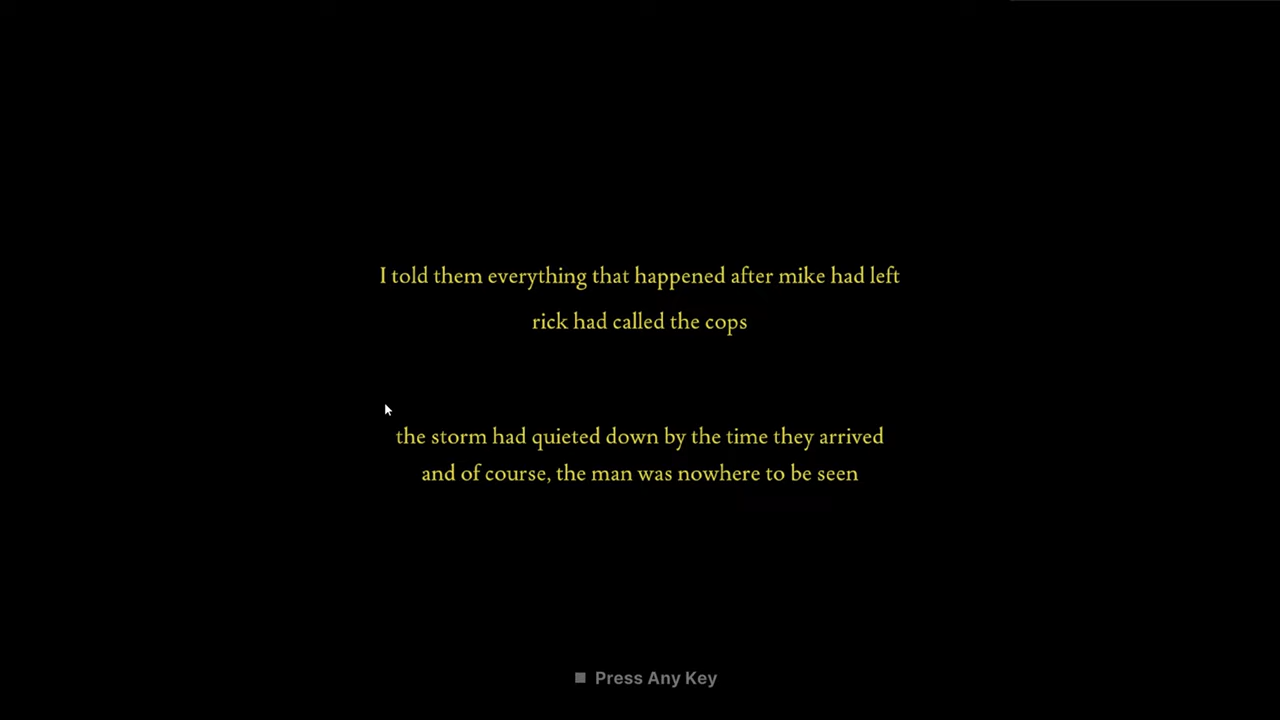 I told them everything that happened after mike had left
rick had called the cops
the storm had quieted down by the time they arrived
and of course, the man was nowhere to be seen
Press Any Key